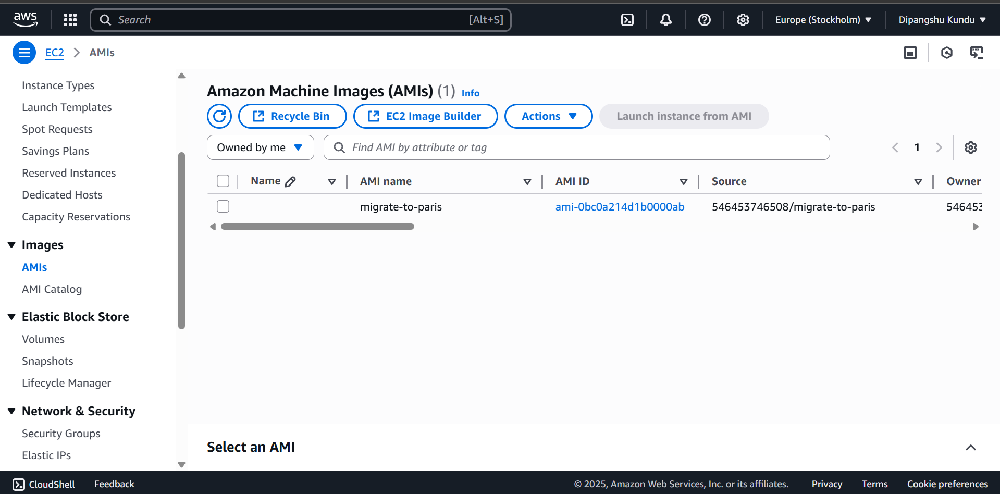 aws
Search [Alt+S]
Europe (Stockholm)
Dipangshu Kundu
EC2
AMIs
Instance Types
Launch Templates
Spot Requests
Savings Plans
Reserved Instances
Dedicated Hosts
Capacity Reservations
Images
AMIs
AMI Catalog
Elastic Block Store
Volumes
Snapshots
Lifecycle Manager
Network & Security
Security Groups
Elastic IPs
Amazon Machine Images (AMIs) (1) Info
Recycle Bin
EC2 Image Builder
Actions
Launch instance from AMI
Owned by me
Find AMI by attribute or tag
1
Name AMI name AMI ID Source Owner
migrate-to-paris ami-0bc0a214d1b0000ab 546453746508/migrate-to-paris 546453
Select an AMI
CloudShell
Feedback
© 2025, Amazon Web Services, Inc. or its affiliates.
Privacy
Terms
Cookie preferences